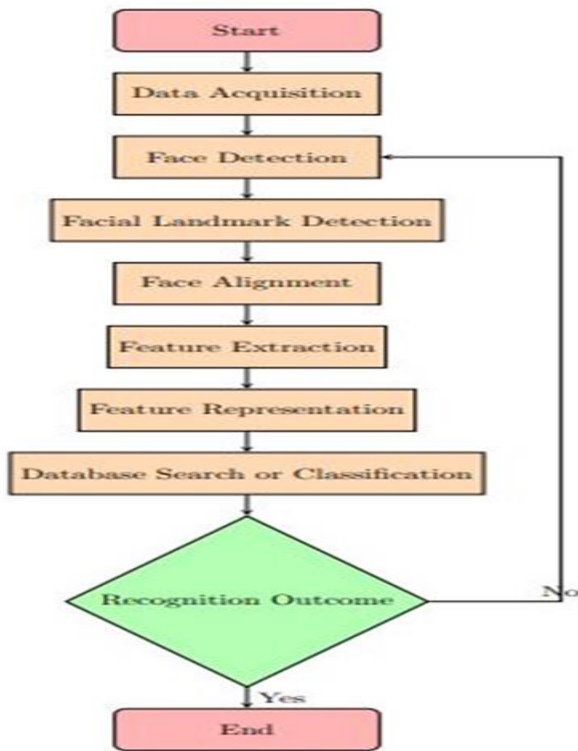 Start
Data Acquisition
Face Detection
Facial Landmark Detection
Face Alignment
Feature Extraction
Feature Representation
Database Search or Classification
Recognition Outcome
No
Yes
End